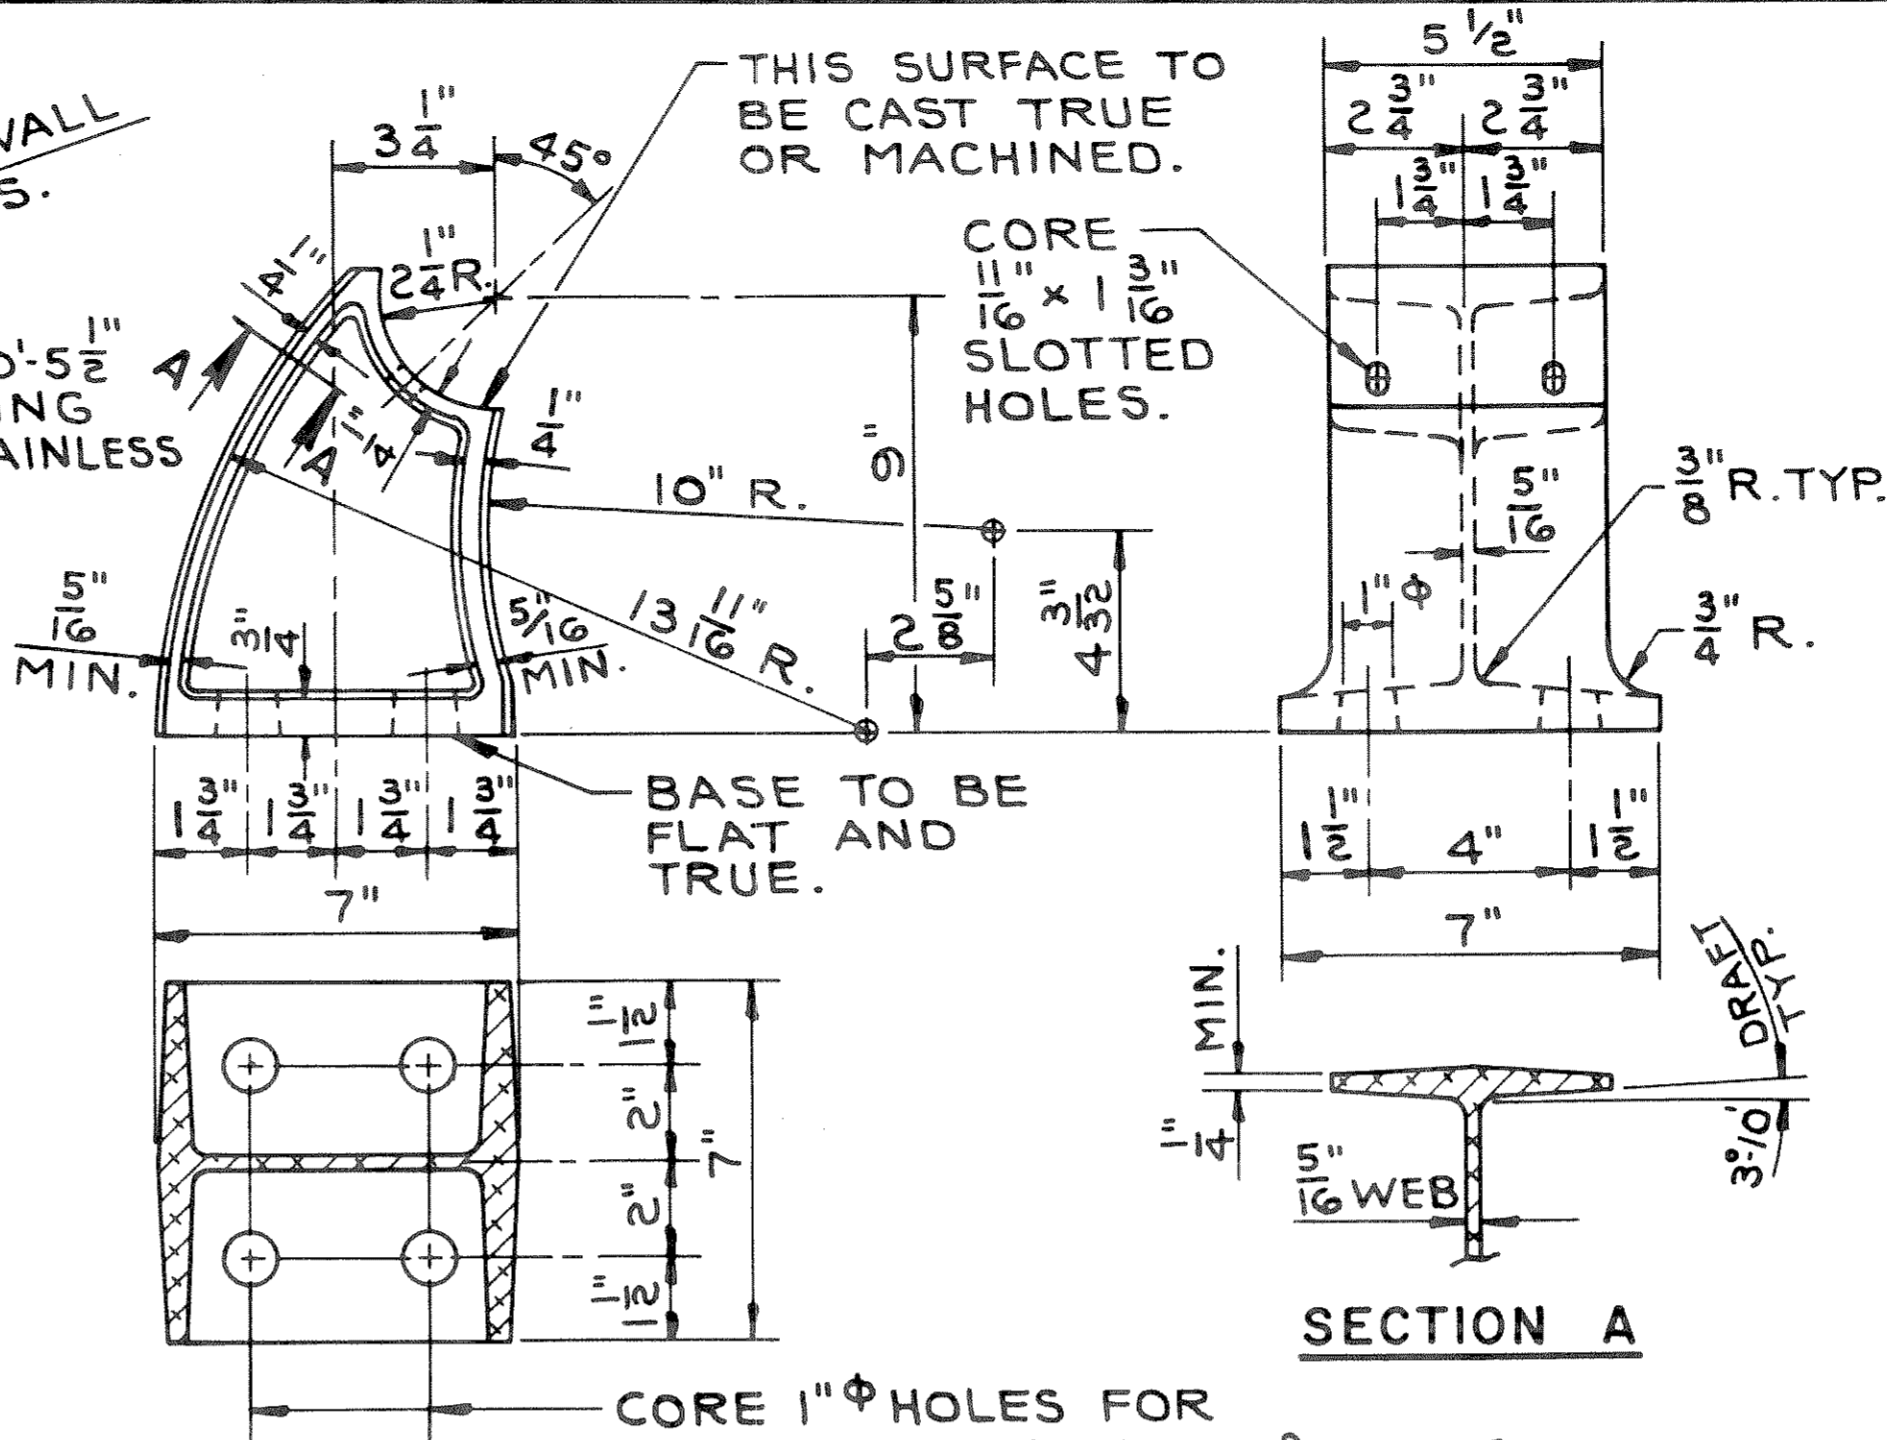 WALL
S.
0'-5 1/2"
ING
AINLESS
3 1/4"
45°
THIS SURFACE TO
BE CAST TRUE
OR MACHINED.
1/4"
2 1/4" R.
A
A
1/4"
1/4"
CORE
11/16" x 1 3/16"
SLOTTED
HOLES.
10" R.
9"
5/16"
MIN.
3/4"
5/16"
MIN.
13 11/16" R.
2 5/8"
4 3/32"
BASE TO BE
FLAT AND
TRUE.
1 3/4" 1 3/4" 1 3/4" 1 3/4"
7"
5 1/2"
2 3/4" 2 3/4"
1 3/4" 1 3/4"
5/16"
3/8" R. TYP.
1" φ
3/4" R.
1 1/2" 4" 1 1/2"
7"
1 1/2"
2"
7"
2"
1 1/2"
MIN.
1/4"
DRAFT
TYP.
3°-10'
5/16" WEB
SECTION A
CORE 1" φ HOLES FOR